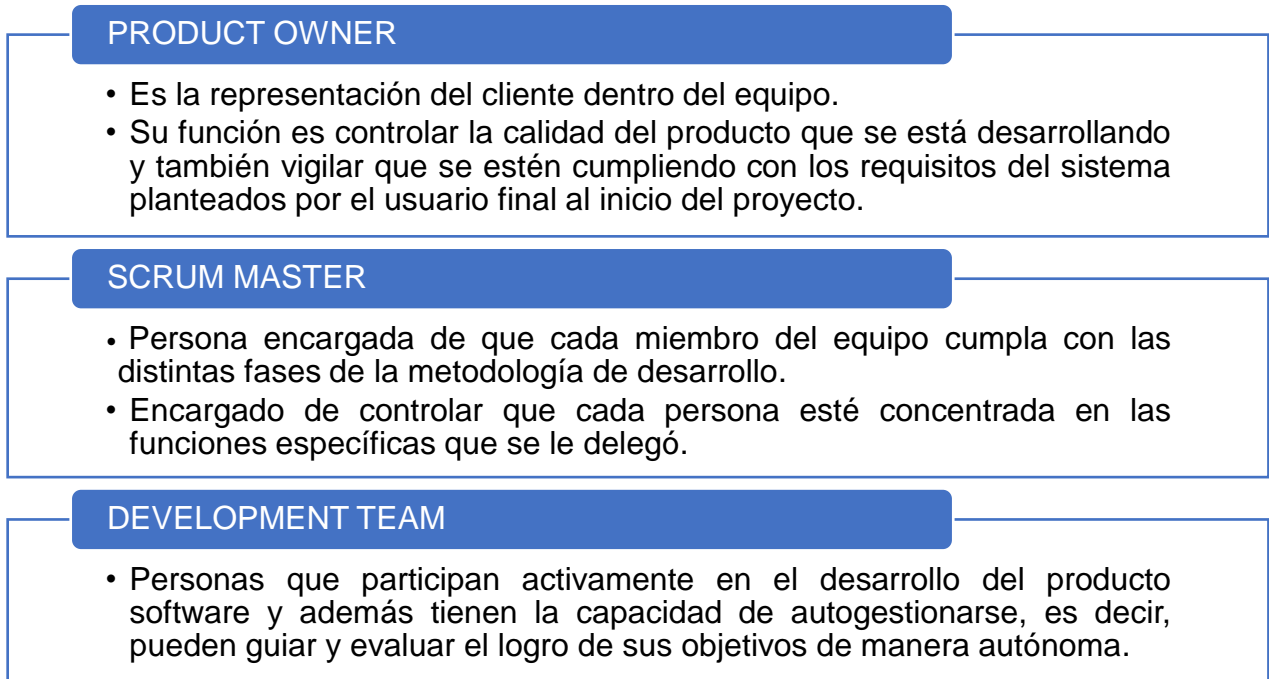 PRODUCT OWNER
• Es la representación del cliente dentro del equipo.
• Su función es controlar la calidad del producto que se está desarrollando
y también vigilar que se estén cumpliendo con los requisitos del sistema
planteados por el usuario final al inicio del proyecto.
SCRUM MASTER
• Persona encargada de que cada miembro del equipo cumpla con las
distintas fases de la metodología de desarrollo.
• Encargado de controlar que cada persona esté concentrada en las
funciones específicas que se le delegó.
DEVELOPMENT TEAM
• Personas que participan activamente en el desarrollo del producto
software y además tienen la capacidad de autogestionarse, es decir,
pueden guiar y evaluar el logro de sus objetivos de manera autónoma.